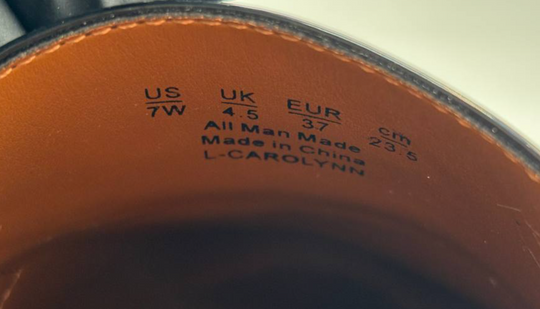 US UK EUR cm
7W 4.5 37 23.5
All Man Made
Made in China
L-CAROLYNN